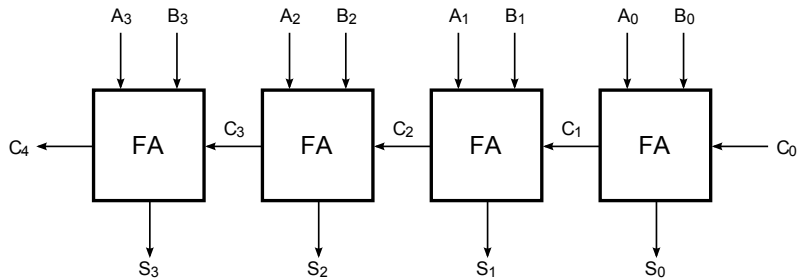 A3 B3 A2 B2 A1 B1 A0 B0
C4 FA C3 FA C2 FA C1 FA C0
S3 S2 S1 S0